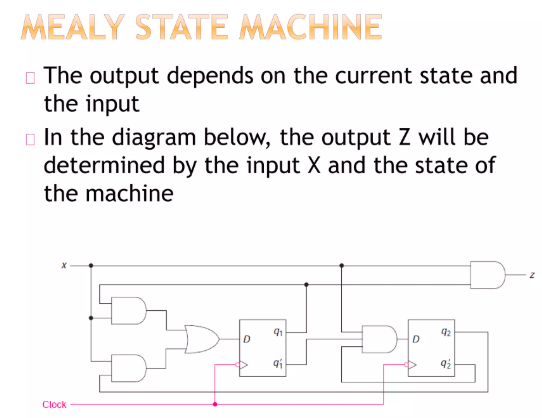 MEALY STATE MACHINE
The output depends on the current state and
the input
In the diagram below, the output Z will be
determined by the input X and the state of
the machine
x
z
D
q1
q1′
D
q2
q2′
Clock